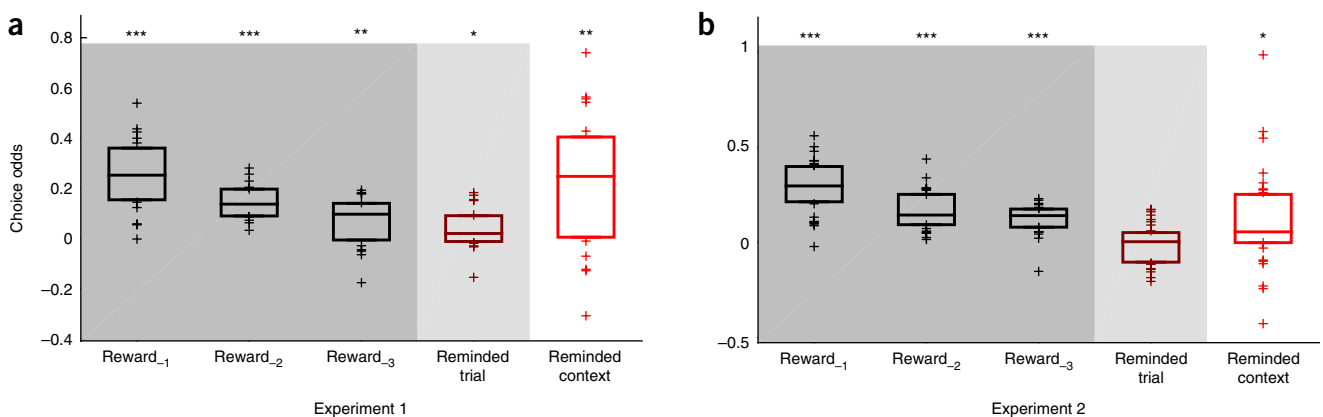 a
*** *** ** * **
0.8
0.6
0.4
0.2
0
–0.2
–0.4
Choice odds
Reward–1 Reward–2 Reward–3 Reminded trial Reminded context
Experiment 1
b
*** *** *** * *
1
0.5
0
–0.5
Reward–1 Reward–2 Reward–3 Reminded trial Reminded context
Experiment 2